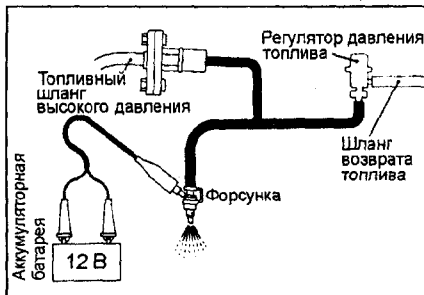 Регулятор давления
топлива
Топливный
шланг
высокого давления
Шланг
возврата
топлива
Форсунка
Аккумуляторная
батарея
12 В